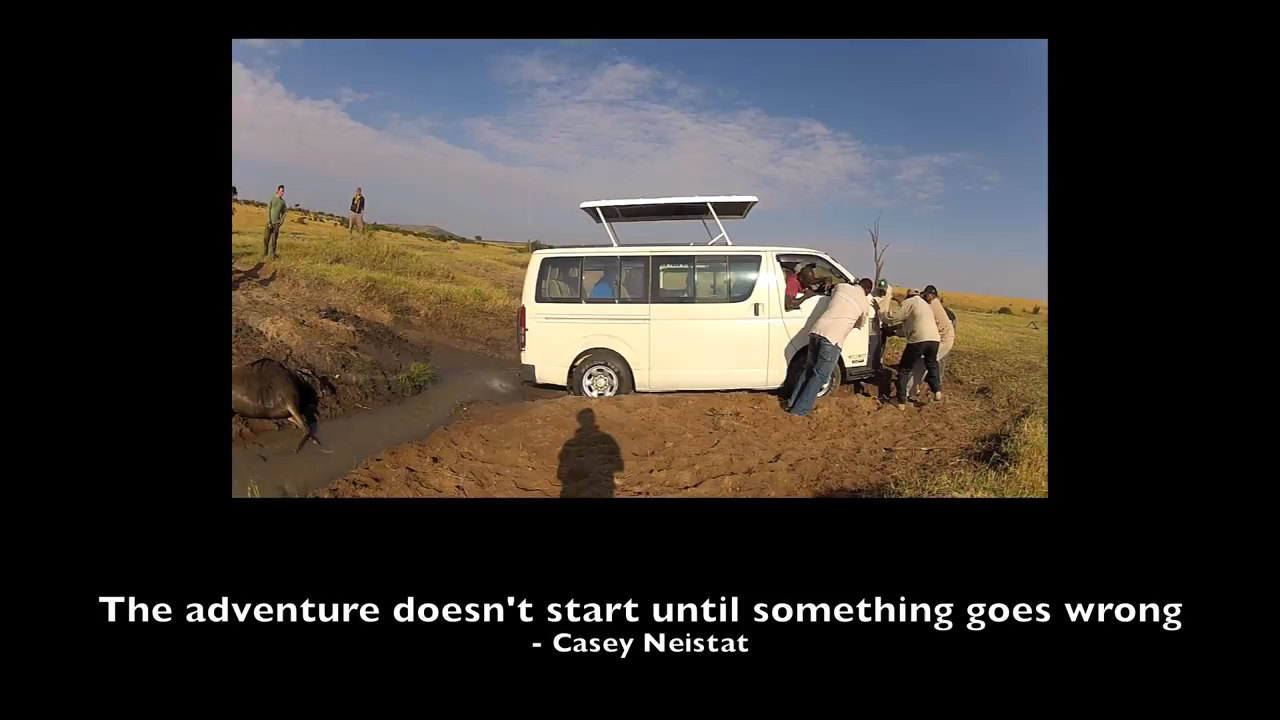 The adventure doesn't start until something goes wrong
- Casey Neistat